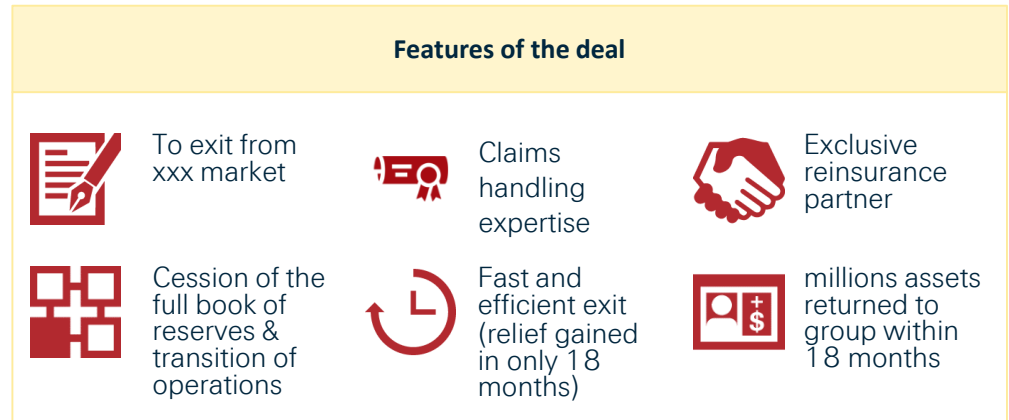 Features of the deal
To exit from
xxx market
Claims
handling
expertise
Exclusive
reinsurance
partner
Cession of the
full book of
reserves &
transition of
operations
Fast and
efficient exit
(relief gained
in only 18
months)
millions assets
returned to
group within
18 months